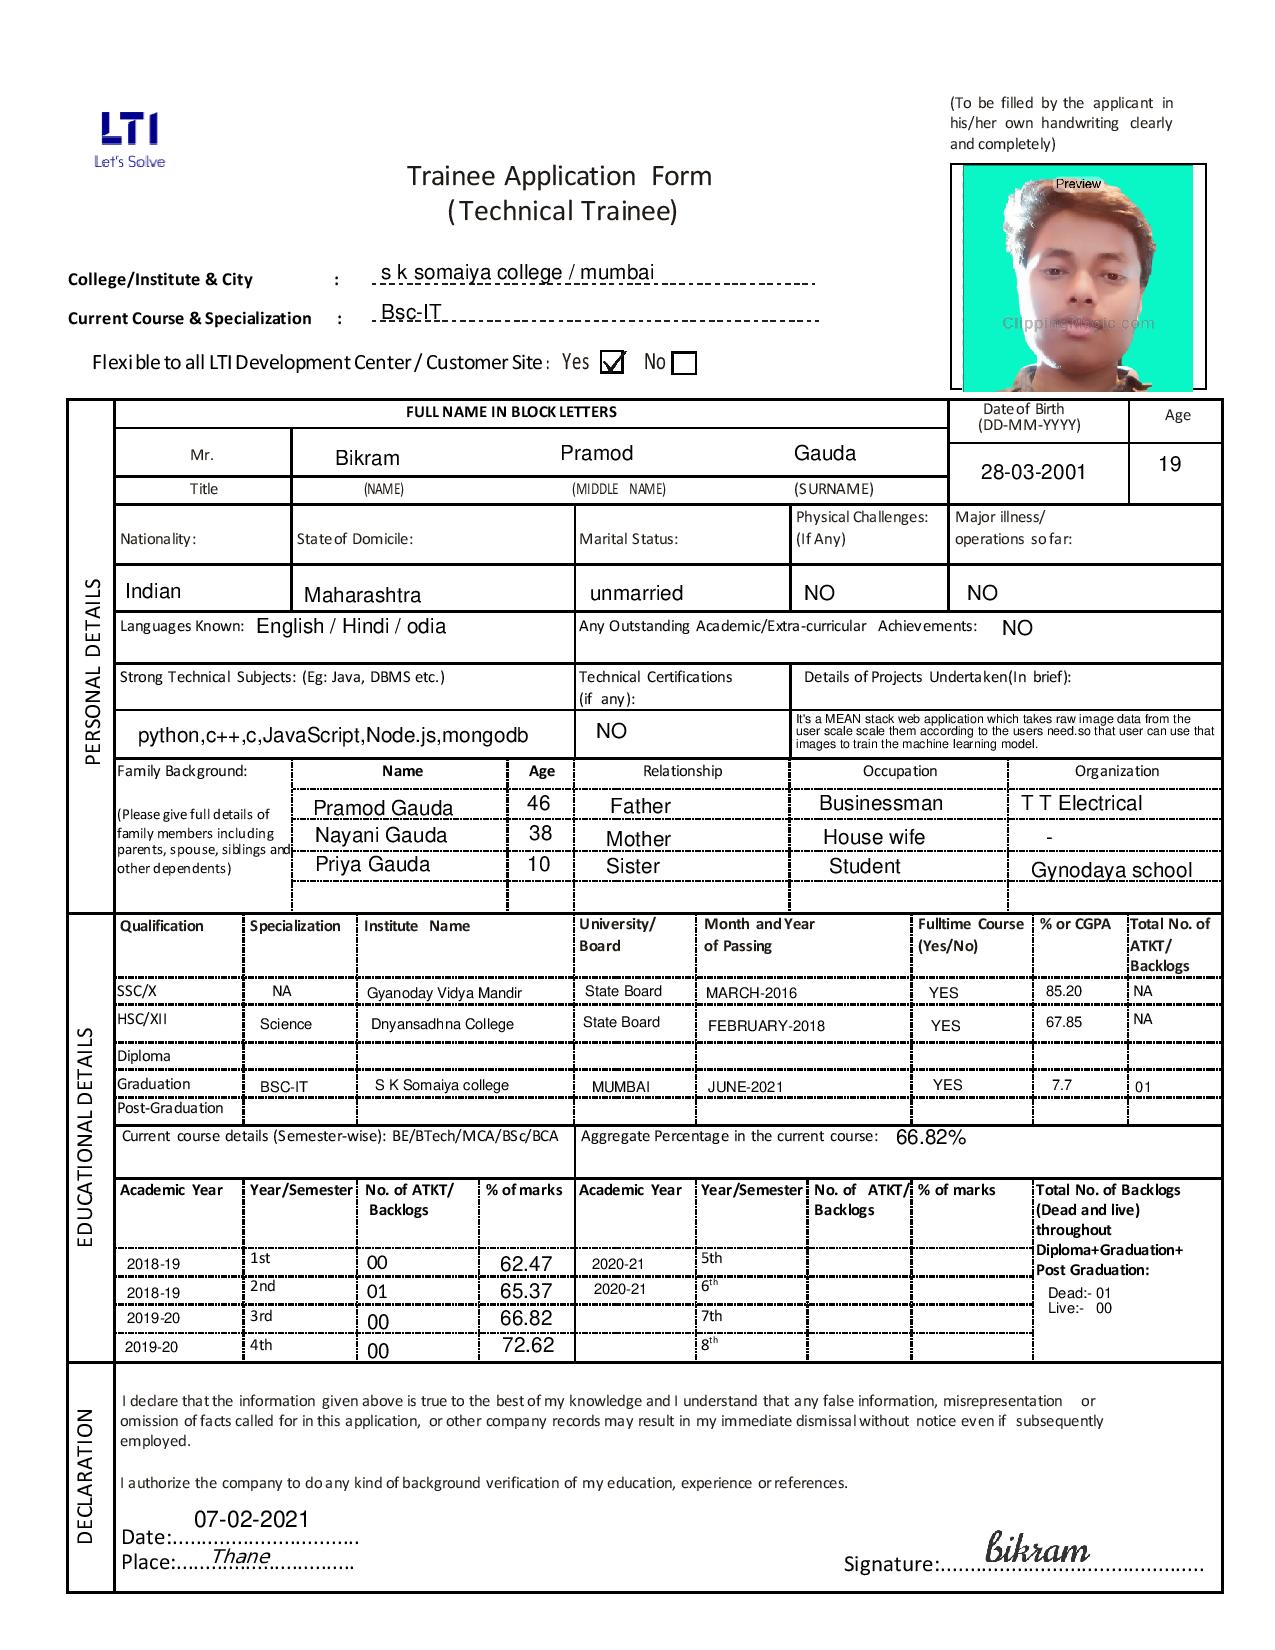 (To be filled by the applicant in
his/her own handwriting clearly
and completely)
LTI
Let's Solve
Trainee Application Form
(Technical Trainee)
Preview
ClippingMagic.com
College/Institute & City : s k somaiya college / mumbai
Current Course & Specialization : Bsc-IT
Flexible to all LTI Development Center / Customer Site : Yes No
PERSONAL DETAILS
FULL NAME IN BLOCK LETTERS Date of Birth (DD-MM-YYYY) Age
Mr. Bikram Pramod Gauda 28-03-2001 19
Title (NAME) (MIDDLE NAME) (SURNAME)
Nationality: State of Domicile: Marital Status: Physical Challenges: (If Any) Major illness/ operations so far:
Indian Maharashtra unmarried NO NO
Languages Known: English / Hindi / odia Any Outstanding Academic/Extra-curricular Achievements: NO
Strong Technical Subjects: (Eg: Java, DBMS etc.) Technical Certifications (if any): Details of Projects Undertaken(In brief):
python,c++,c,JavaScript,Node.js,mongodb NO
It's a MEAN stack web application which takes raw image data from the
user scale scale them according to the users need.so that user can use that
images to train the machine learning model.
Family Background: Name Age Relationship Occupation Organization
(Please give full details of
family members including
parents, spouse, siblings and
other dependents)
Pramod Gauda 46 Father Businessman T T Electrical
Nayani Gauda 38 Mother House wife -
Priya Gauda 10 Sister Student Gynodaya school
EDUCATIONAL DETAILS
Qualification Specialization Institute Name University/ Board Month and Year of Passing Fulltime Course (Yes/No) % or CGPA Total No. of ATKT/ Backlogs
SSC/X NA Gyanoday Vidya Mandir State Board MARCH-2016 YES 85.20 NA
HSC/XII Science Dnyansadhna College State Board FEBRUARY-2018 YES 67.85 NA
Diploma
Graduation BSC-IT S K Somaiya college MUMBAI JUNE-2021 YES 7.7 01
Post-Graduation
Current course details (Semester-wise): BE/BTech/MCA/BSc/BCA Aggregate Percentage in the current course: 66.82%
Academic Year Year/Semester No. of ATKT/ Backlogs % of marks Academic Year Year/Semester No. of ATKT/ Backlogs % of marks
Total No. of Backlogs
(Dead and live)
throughout
Diploma+Graduation+
Post Graduation:
Dead:- 01
Live:- 00
2018-19 1st 00 62.47 2020-21 5th
2018-19 2nd 01 65.37 2020-21 6th
2019-20 3rd 00 66.82 7th
2019-20 4th 00 72.62 8th
DECLARATION
I declare that the information given above is true to the best of my knowledge and I understand that any false information, misrepresentation or
omission of facts called for in this application, or other company records may result in my immediate dismissal without notice even if subsequently
employed.
I authorize the company to do any kind of background verification of my education, experience or references.
Date:................................ 07-02-2021
Place:............................... Thane
Signature:............................................. bikram